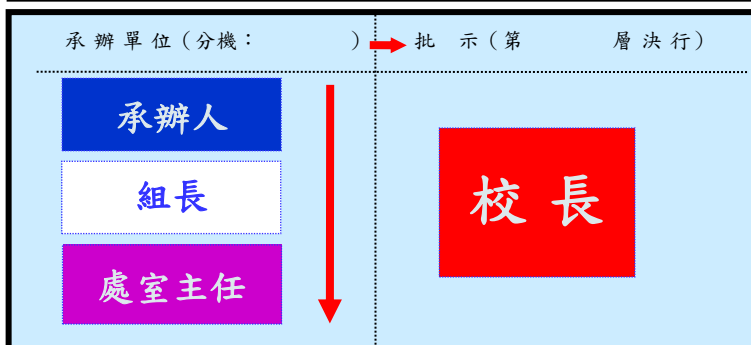 承辦單位(分機：　　　　)
批　示(第　　　層決行)
承辦人
組長
處室主任
校長